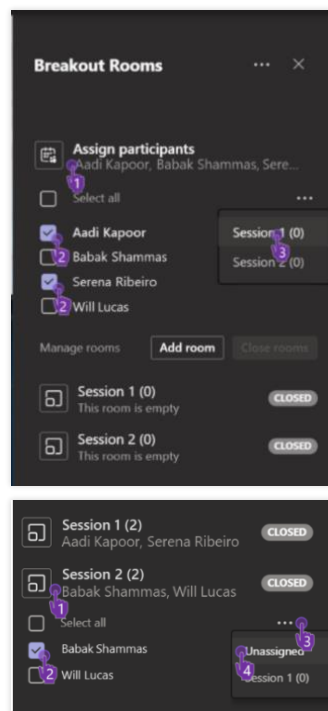 Breakout Rooms
Assign participants
Aadi Kapoor, Babak Shammas, Sere...
1
Select all
Aadi Kapoor
Session 1 (0)
3
2 Babak Shammas
Session 2 (0)
Serena Ribeiro
2 Will Lucas
Manage rooms Add room Close rooms
Session 1 (0)
This room is empty
CLOSED
Session 2 (0)
This room is empty
CLOSED
Session 1 (2)
Aadi Kapoor, Serena Ribeiro
CLOSED
Session 2 (2)
Babak Shammas, Will Lucas
CLOSED
1
Select all
3
Babak Shammas
Unassigned
2
4
Will Lucas
Session 1 (0)